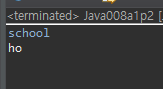 <terminated> Java008a1p2 [
school
ho